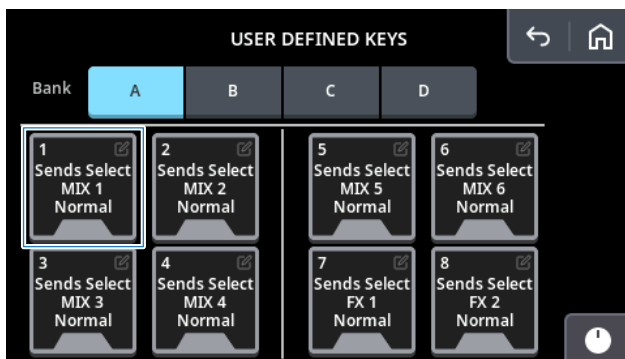 USER DEFINED KEYS
Bank
A
B
C
D
1
Sends Select
MIX 1
Normal
2
Sends Select
MIX 2
Normal
5
Sends Select
MIX 5
Normal
6
Sends Select
MIX 6
Normal
3
Sends Select
MIX 3
Normal
4
Sends Select
MIX 4
Normal
7
Sends Select
FX 1
Normal
8
Sends Select
FX 2
Normal